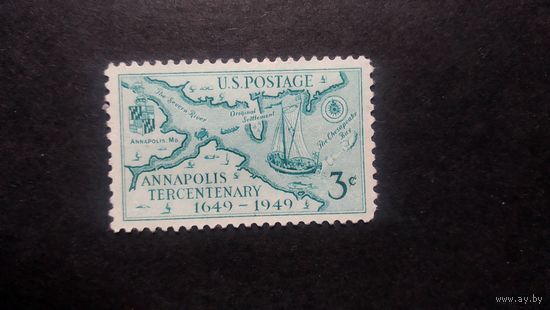 U.S. POSTAGE
The Severn River
Original
Settlement
The Chesapeake
Bay
ANNAPOLIS, MD.
ANNAPOLIS
TERCENTENARY
1649 - 1949
3¢
www.ay.by